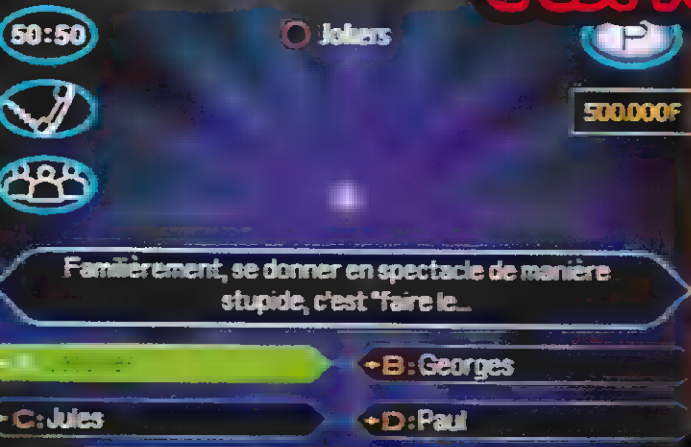 50:50
Jokers
500.000F
Familièrement, se donner en spectacle de manière
stupide, c'est "faire le...
B: Georges
C: Jules
D: Paul